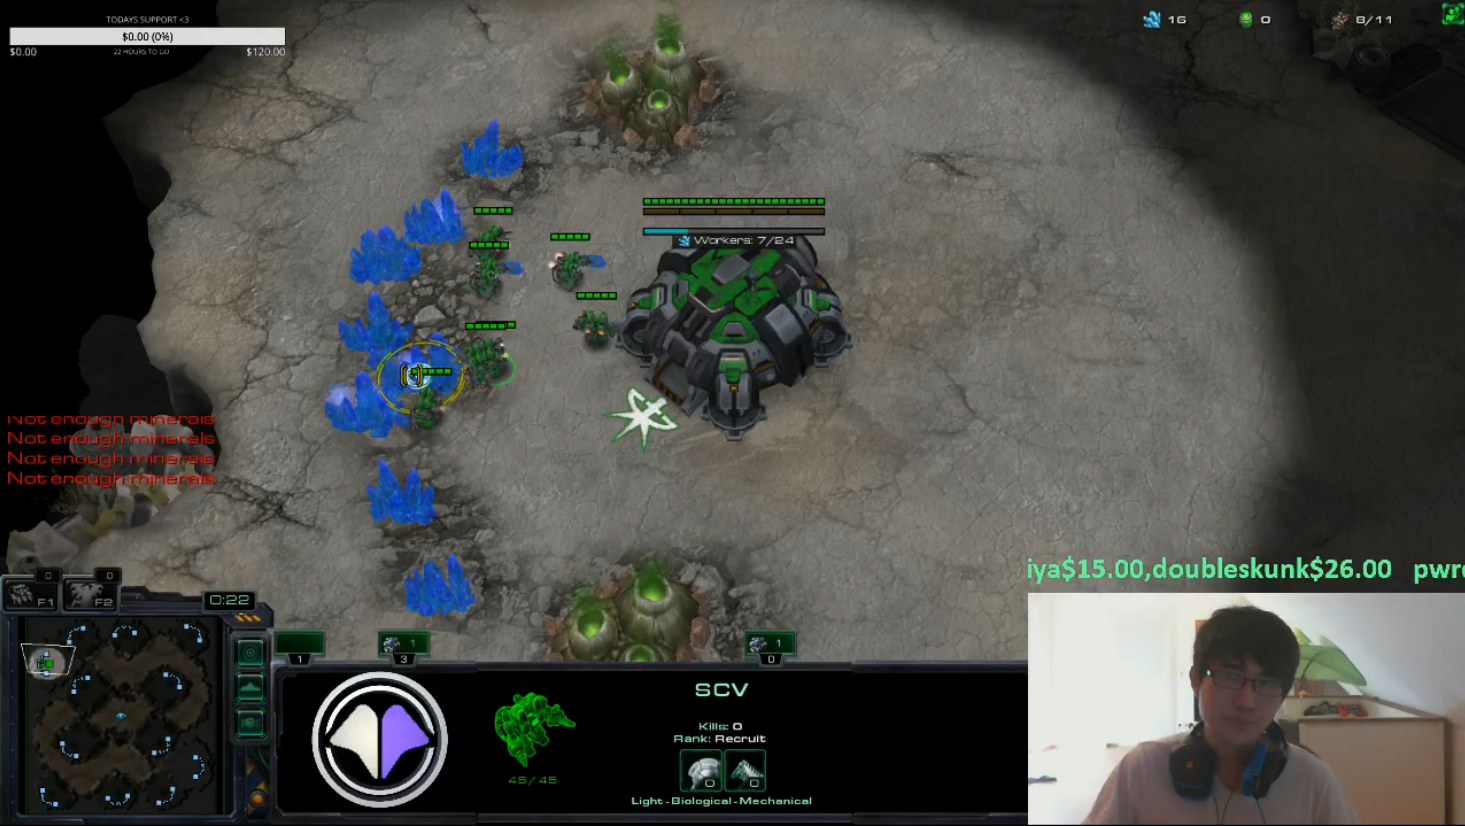 TODAYS SUPPORT <3
$0.00 (0%)
$0.00 22 HOURS TO GO $120.00
16 0 8/11
Workers: 7/24
Not enough minerals
Not enough minerals
Not enough minerals
Not enough minerals
iya$15.00,doubleskunk$26.00 pwr
0 0
F1 F2
0:22
1 1
1 3 0
SCV
Kills: 0
Rank: Recruit
0 0
45/45
Light-Biological-Mechanical